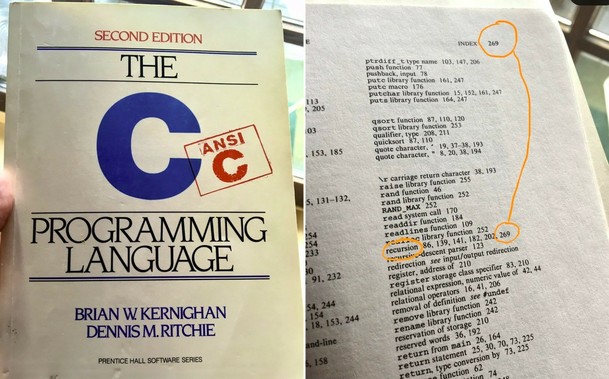 SECOND EDITION
THE
C
ANSI
C
PROGRAMMING
LANGUAGE
BRIAN W. KERNIGHAN
DENNIS M. RITCHIE
PRENTICE HALL SOFTWARE SERIES
INDEX 269
113
205
03
153, 185
131-132,
254
233
30
91, 232
54, 244
244
18, 153, 244
and-line
158
ptrdiff_t type name 103, 147, 206
push function 77
pushback, input 78
putc library function 161, 247
putc macro 176
putchar library function 15, 152, 161, 247
puts library function 164, 247
qsort function 87, 110, 120
qsort library function 253
qualifier, type 208, 211
quicksort 87, 110
quote character, ' 19, 37-38, 193
quote character, " 8, 20, 38, 194
\r carriage return character 38, 193
raise library function 255
rand function 46
rand library function 252
RAND_MAX 252
read system call 170
readdir function 184
readlines function 109
library function 252
recursion 86, 139, 141, 182, 202, 269
recursive-descent parser 123
redirection see input/output redirection
register, address of 210
register storage class specifier 83, 210
relational expression, numeric value of 42, 44
relational operators 16, 41, 206
removal of definition see #undef
remove library function 242
rename library function 242
reservation of storage 210
reserved words 36, 192
return from main 26, 164
return statement 25, 30, 70, 73, 225
return, type conversion by 73, 225
function 62
74